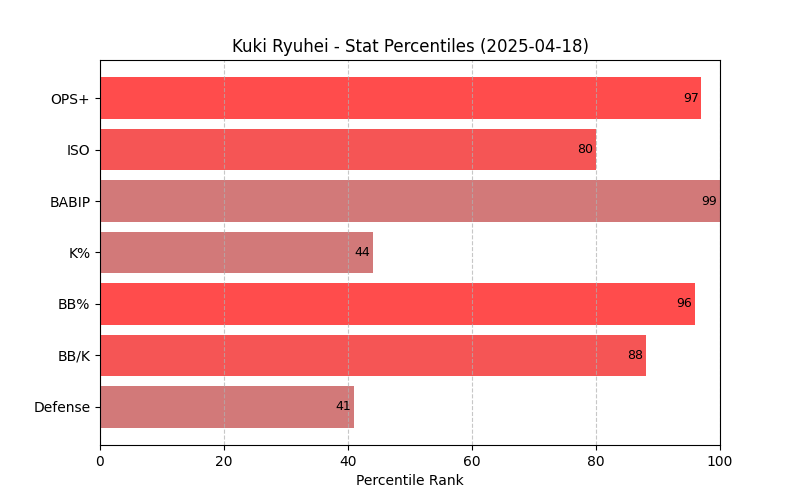 Kuki Ryuhei - Stat Percentiles (2025-04-18)
OPS+ 97
ISO 80
BABIP 99
K% 44
BB% 96
BB/K 88
Defense 41
0 20 40 60 80 100
Percentile Rank